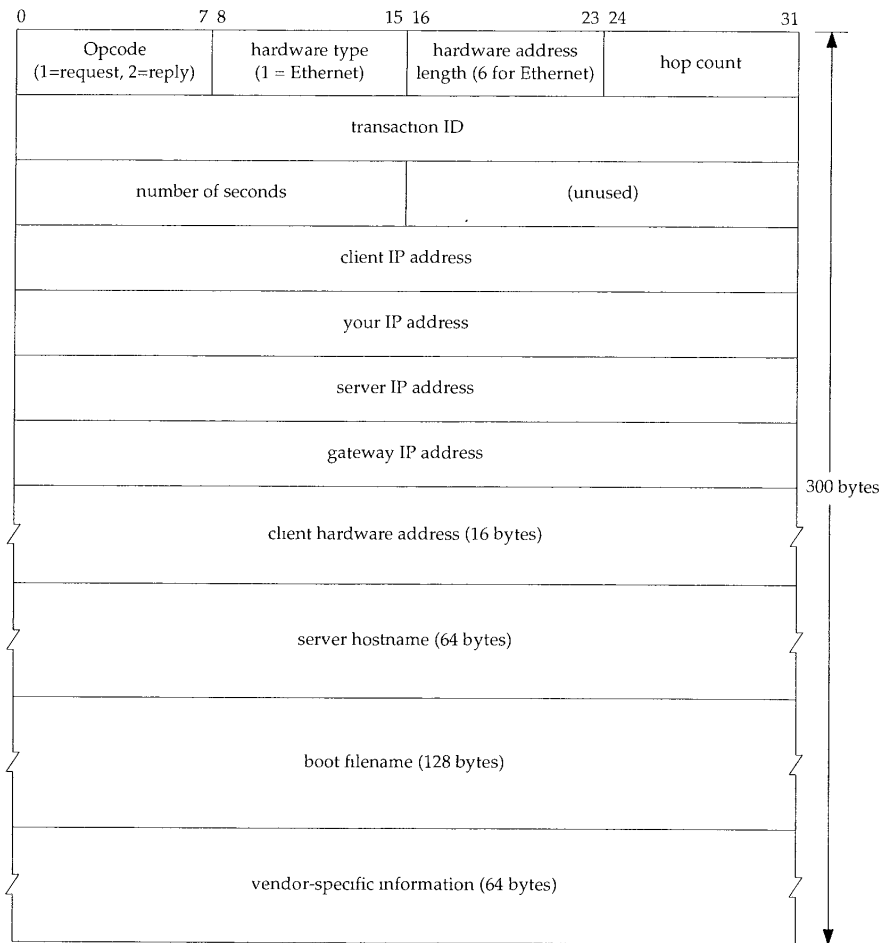 0 7 8 15 16 23 24 31
Opcode
(1=request, 2=reply)
hardware type
(1 = Ethernet)
hardware address
length (6 for Ethernet)
hop count
transaction ID
number of seconds
(unused)
client IP address
your IP address
server IP address
gateway IP address
300 bytes
client hardware address (16 bytes)
server hostname (64 bytes)
boot filename (128 bytes)
vendor-specific information (64 bytes)